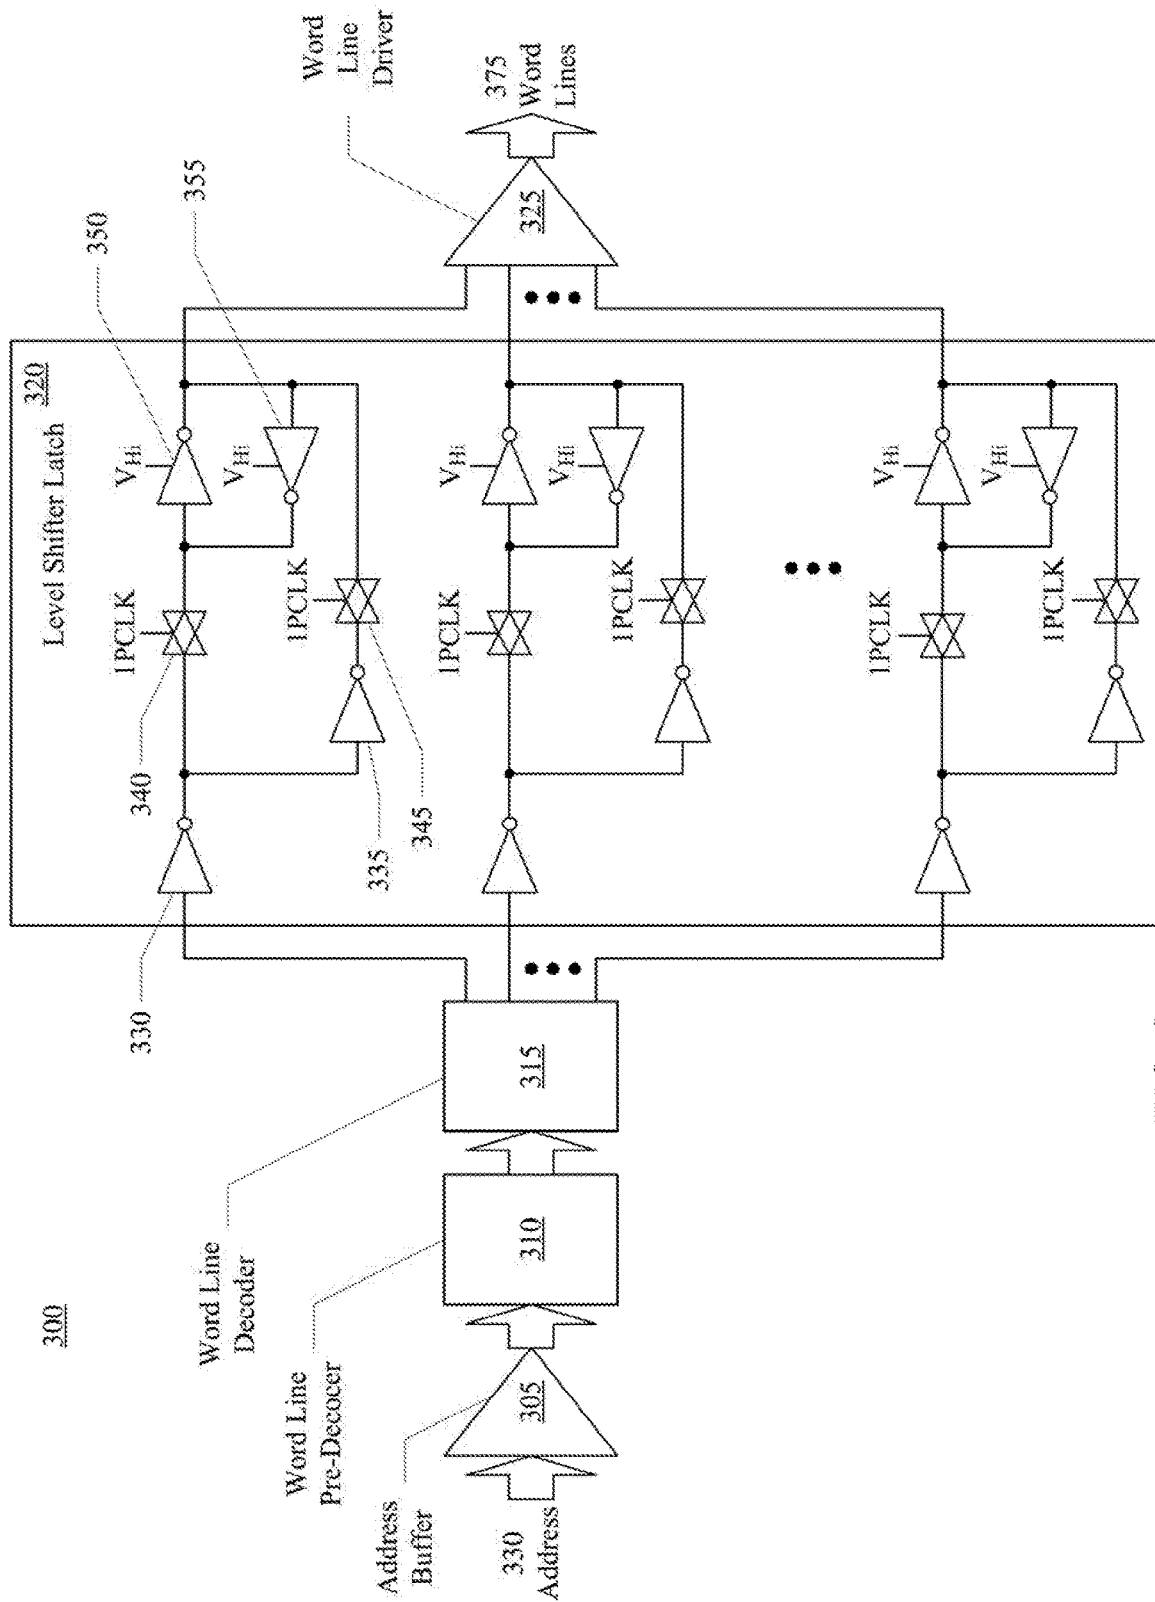 300
Level Shifter Latch
320
330
340
1PCLK
VHi
350
355
Word Line
Decoder
VHi
1PCLK
335
345
Word Line
Pre-Decocer
Address
Buffer
Word
Line
Driver
330
Address
305
310
315
1PCLK
VHi
VHi
1PCLK
325
375
Word
Lines
1PCLK
VHi
VHi
1PCLK